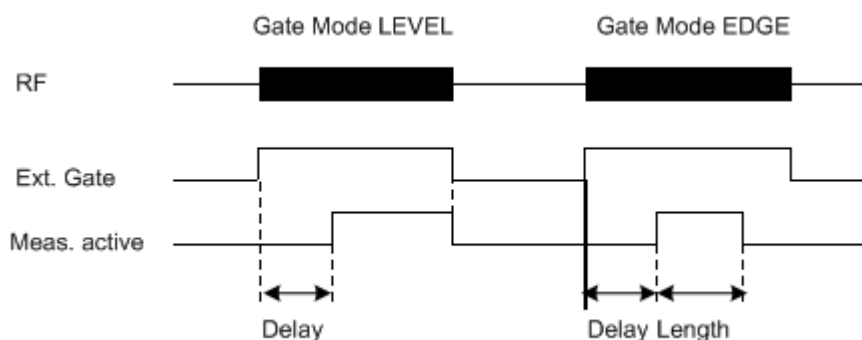 Gate Mode LEVEL Gate Mode EDGE
RF
Ext. Gate
Meas. active
Delay Delay Length